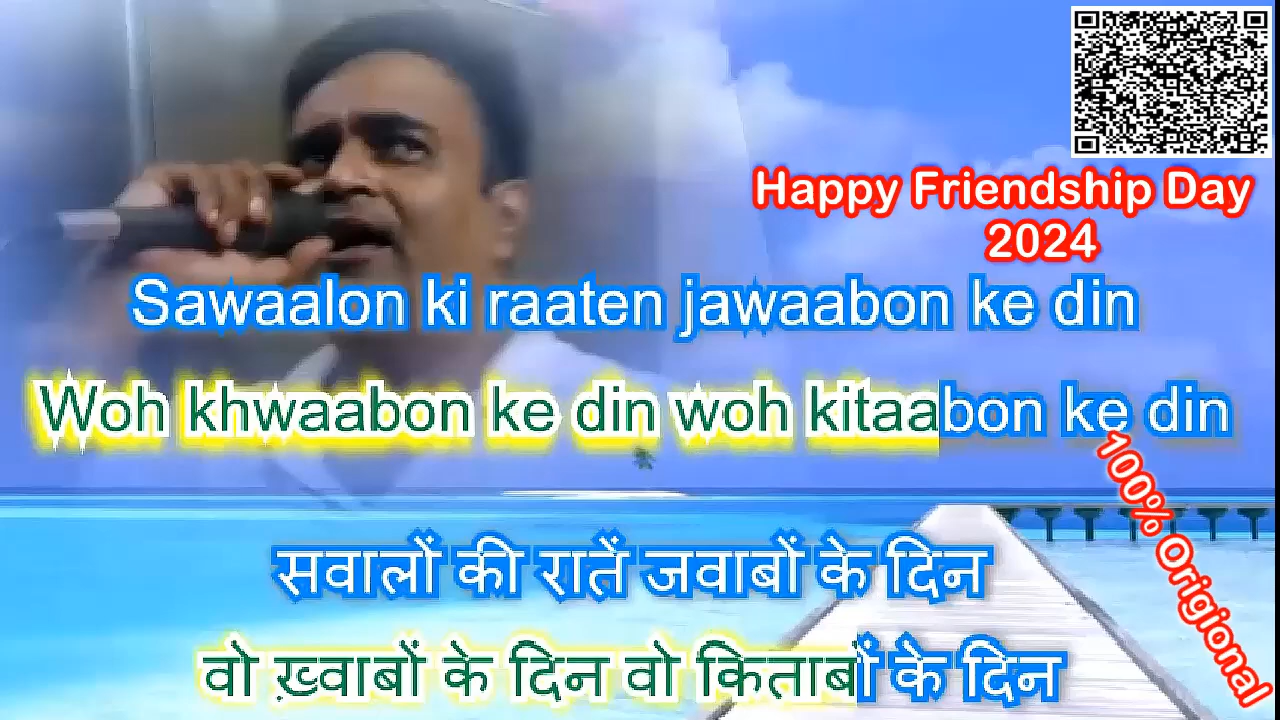 Happy Friendship Day
2024
Sawaalon ki raaten jawaabon ke din
Woh khwaabon ke din woh kitaabon ke din
100% Origional
सवालों की रातें जवाबों के दिन
वो ख़्वाबों के दिन वो किताबों के दिन